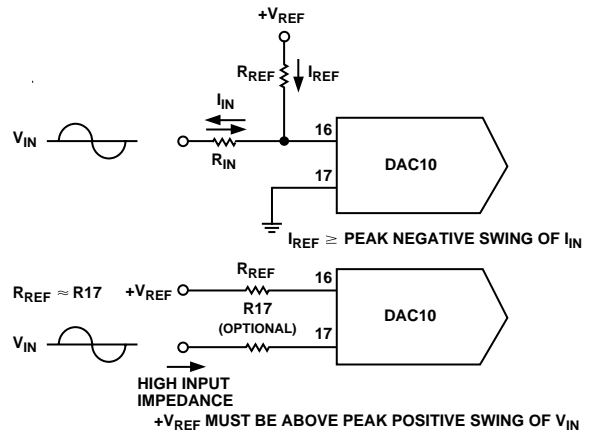 +VREF
RREF
IREF
IIN
VIN
RIN
16
DAC10
17
IREF ≥ PEAK NEGATIVE SWING OF IIN
RREF
16
RREF ≈ R17
+VREF
R17
DAC10
(OPTIONAL)
17
VIN
HIGH INPUT
IMPEDANCE
+VREF MUST BE ABOVE PEAK POSITIVE SWING OF VIN